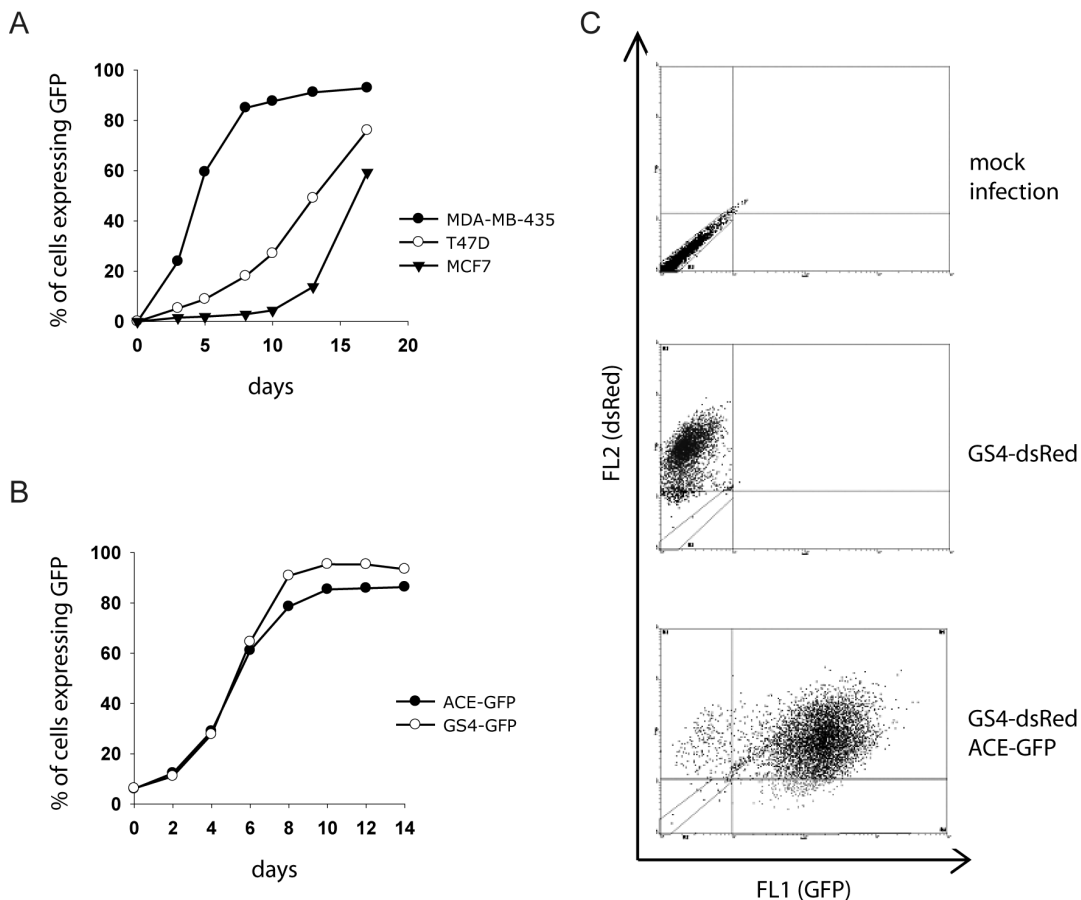 A
% of cells expressing GFP
100
80
60
40
20
0
0
5
10
15
20
days
MDA-MB-435
T47D
MCF7
B
% of cells expressing GFP
100
80
60
40
20
0
0
2
4
6
8
10
12
14
days
ACE-GFP
GS4-GFP
C
FL2 (dsRed)
mock
infection
GS4-dsRed
GS4-dsRed
ACE-GFP
FL1 (GFP)